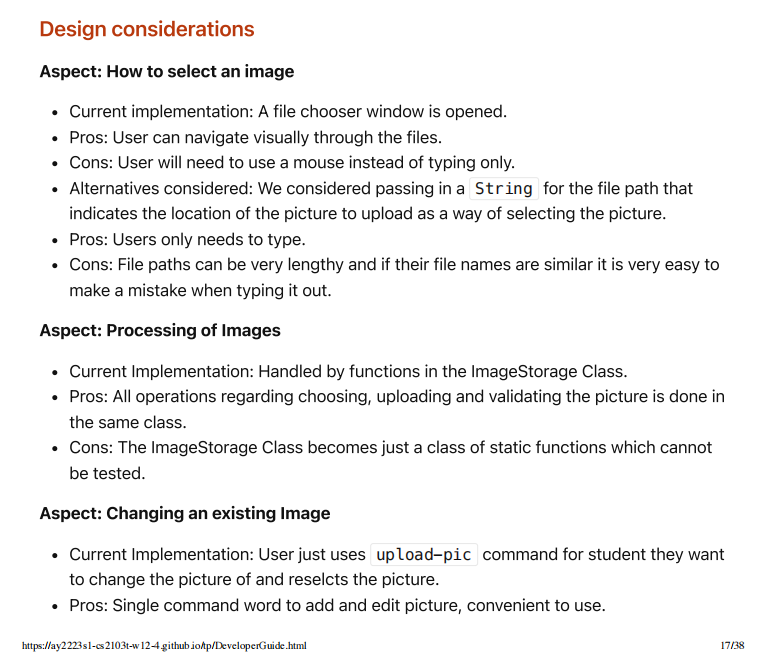 Design considerations
Aspect: How to select an image
• Current implementation: A file chooser window is opened.
• Pros: User can navigate visually through the files.
• Cons: User will need to use a mouse instead of typing only.
• Alternatives considered: We considered passing in a String for the file path that
indicates the location of the picture to upload as a way of selecting the picture.
• Pros: Users only needs to type.
• Cons: File paths can be very lengthy and if their file names are similar it is very easy to
make a mistake when typing it out.
Aspect: Processing of Images
• Current Implementation: Handled by functions in the ImageStorage Class.
• Pros: All operations regarding choosing, uploading and validating the picture is done in
the same class.
• Cons: The ImageStorage Class becomes just a class of static functions which cannot
be tested.
Aspect: Changing an existing Image
• Current Implementation: User just uses upload-pic command for student they want
to change the picture of and reselcts the picture.
• Pros: Single command word to add and edit picture, convenient to use.
https://ay2223s1-cs2103t-w12-4.github.io/tp/DeveloperGuide.html 17/38